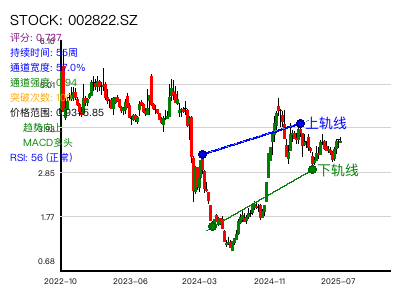 STOCK: 002822.SZ
评分: 0.737
持续时间: 55周
通道宽度: 57.0%
通道强度: 0.94
突破次数:
价格范围:
趋势向上
MACD多头
RSI: 56 (正常)
上轨线
下轨线
2.85
1.77
0.68
2022-10
2023-06
2024-03
2024-11
2025-07